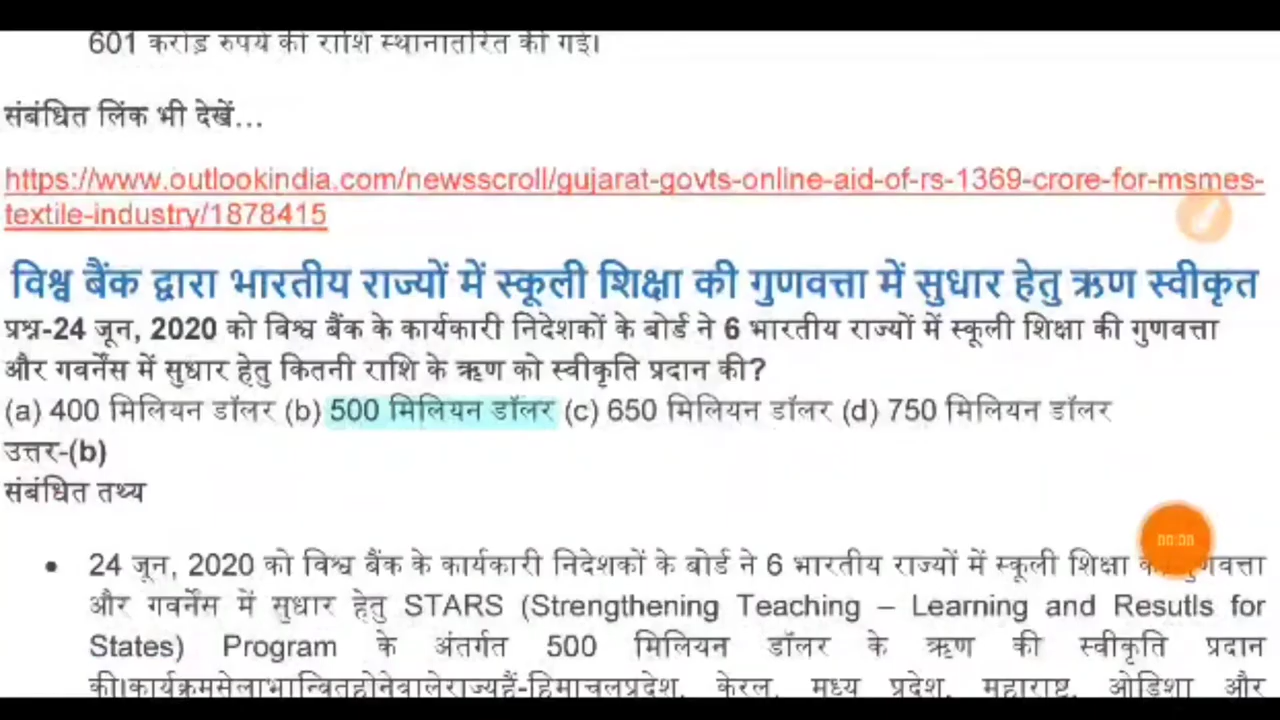 601 करोड़ रुपये की राशि स्थानांतरित की गई।
संबंधित लिंक भी देखें...
https://www.outlookindia.com/newsscroll/gujarat-govts-online-aid-of-rs-1369-crore-for-msmes-
textile-industry/1878415
विश्व बैंक द्वारा भारतीय राज्यों में स्कूली शिक्षा की गुणवत्ता में सुधार हेतु ऋण स्वीकृत
प्रश्न-24 जून, 2020 को विश्व बैंक के कार्यकारी निदेशकों के बोर्ड ने 6 भारतीय राज्यों में स्कूली शिक्षा की गुणवत्ता
और गवर्नेंस में सुधार हेतु कितनी राशि के ऋण को स्वीकृति प्रदान की?
(a) 400 मिलियन डॉलर (b) 500 मिलियन डॉलर (c) 650 मिलियन डॉलर (d) 750 मिलियन डॉलर
उत्तर-(b)
संबंधित तथ्य
• 24 जून, 2020 को विश्व बैंक के कार्यकारी निदेशकों के बोर्ड ने 6 भारतीय राज्यों में स्कूली शिक्षा की गुणवत्ता
00:00
और गवर्नेंस में सुधार हेतु STARS (Strengthening Teaching – Learning and Resutls for
States) Program के अंतर्गत 500 मिलियन डॉलर के ऋण की स्वीकृति प्रदान
की।कार्यक्रमसेलाभान्वितहोनेवालेराज्यहैं-हिमाचलप्रदेश, केरल, मध्य प्रदेश, महाराष्ट्र, ओडिशा और